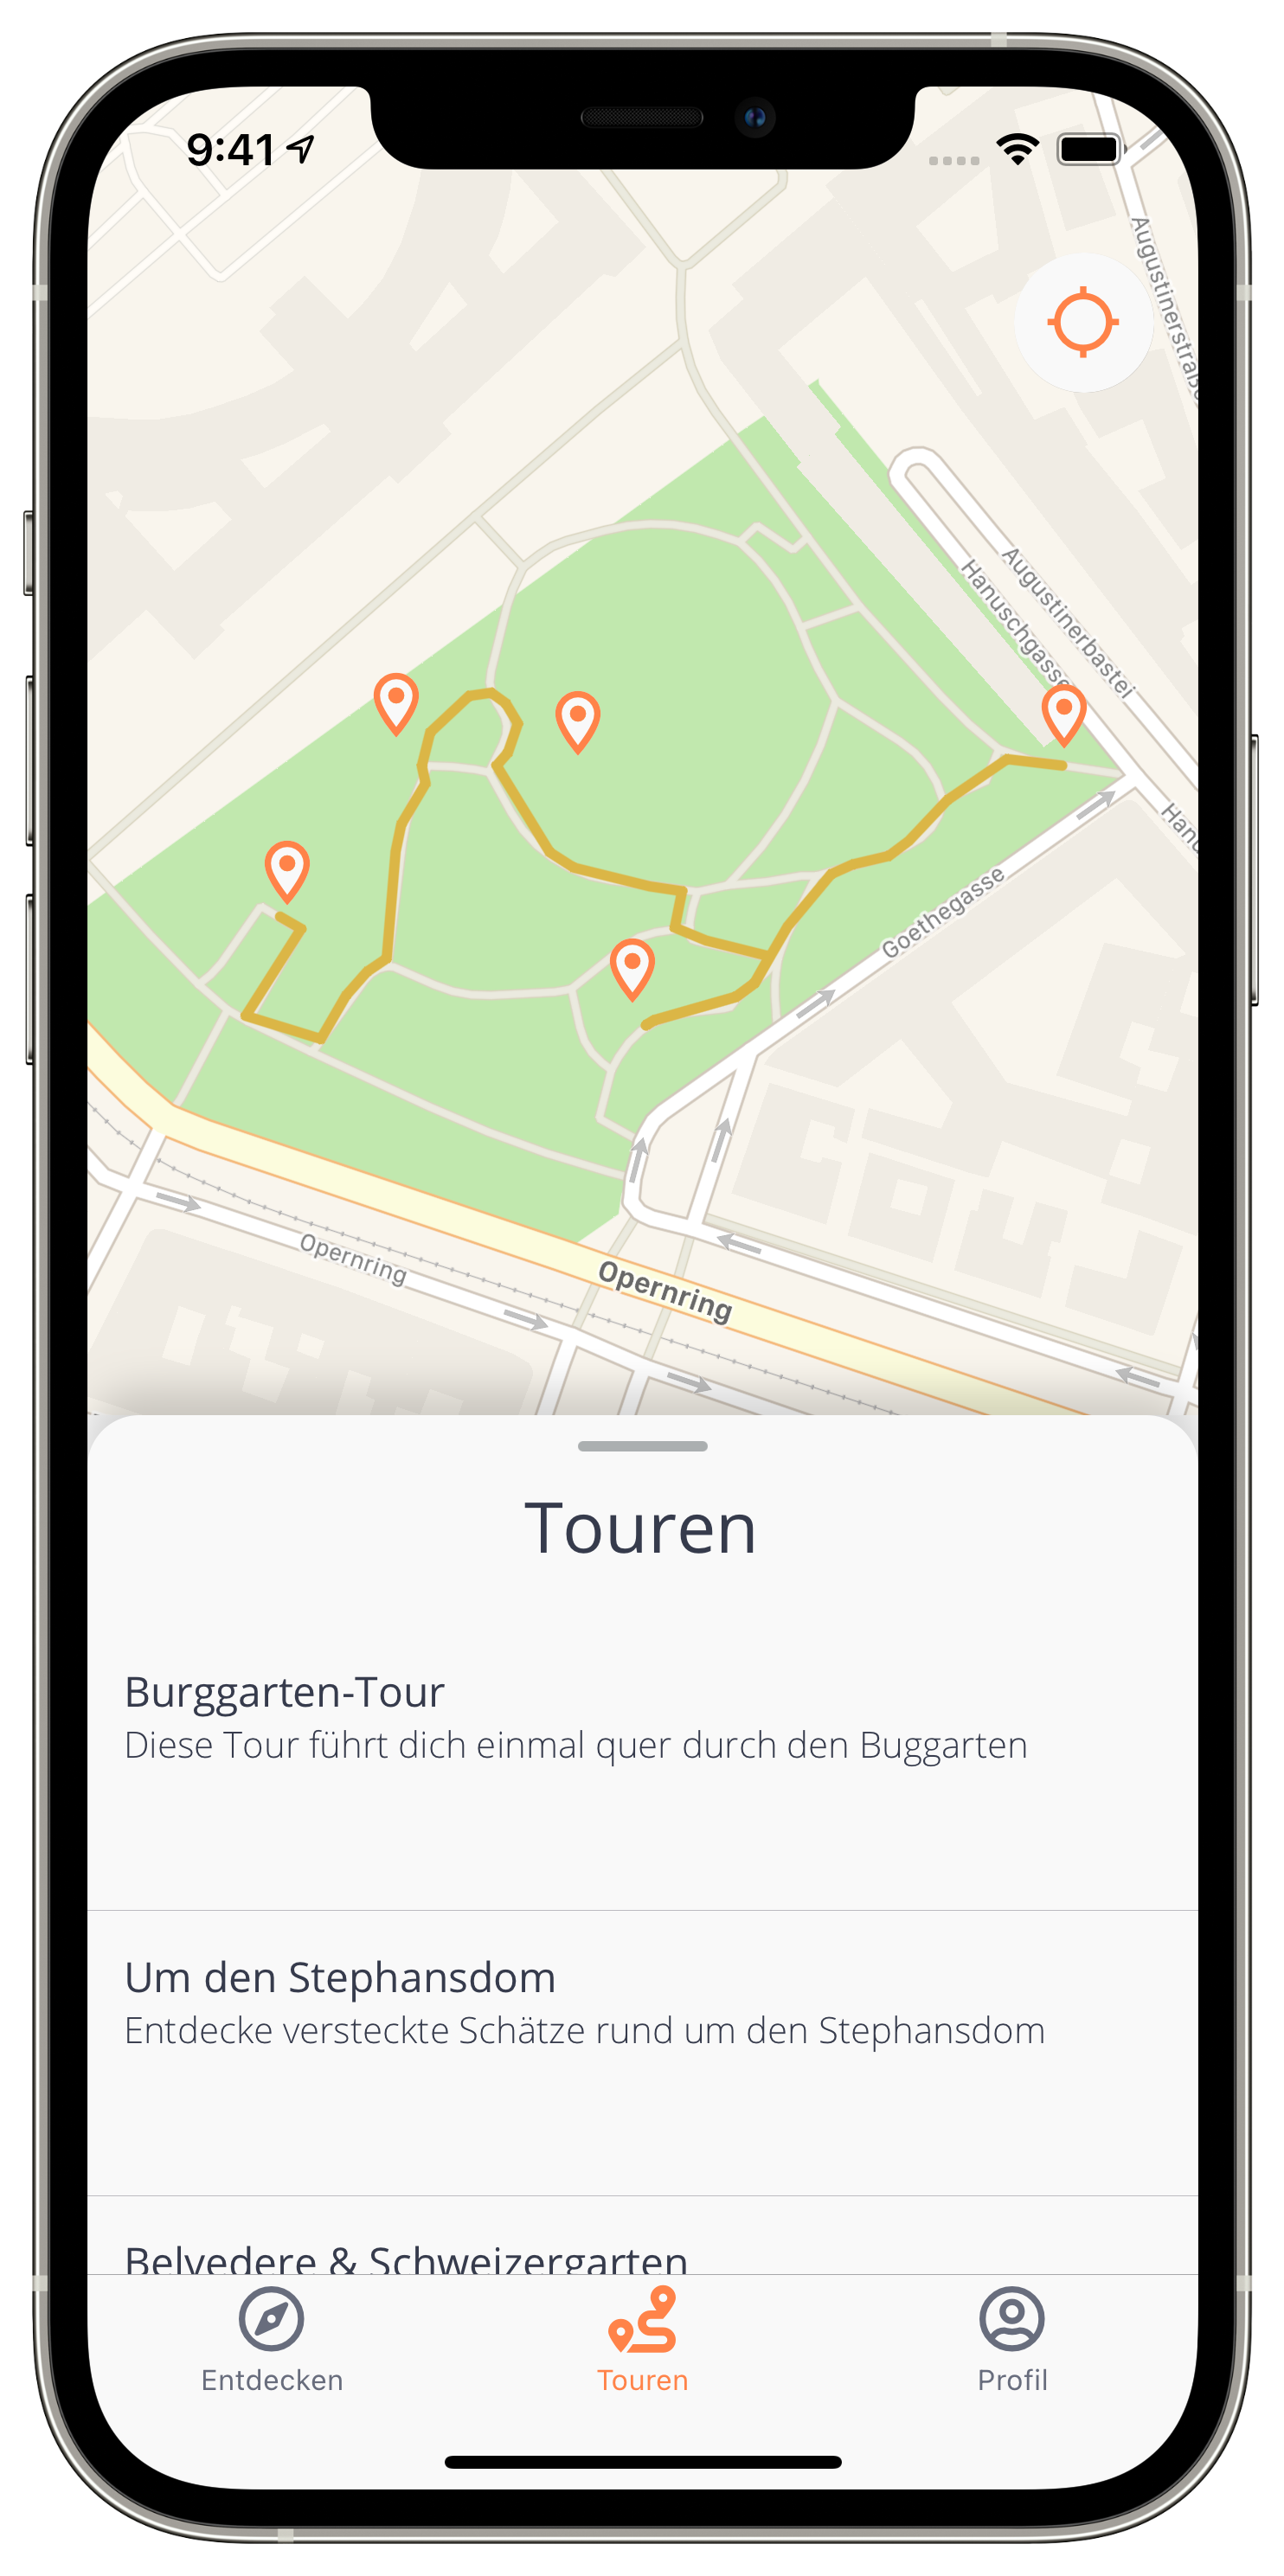 9:41
Augustinerstraße
Augustinerbastei
Hanuschgasse
Goethegasse
Opernring
Opernring
Touren
Burggarten-Tour
Diese Tour führt dich einmal quer durch den Buggarten
Um den Stephansdom
Entdecke versteckte Schätze rund um den Stephansdom
Belvedere & Schweizergarten
Entdecken
Touren
Profil